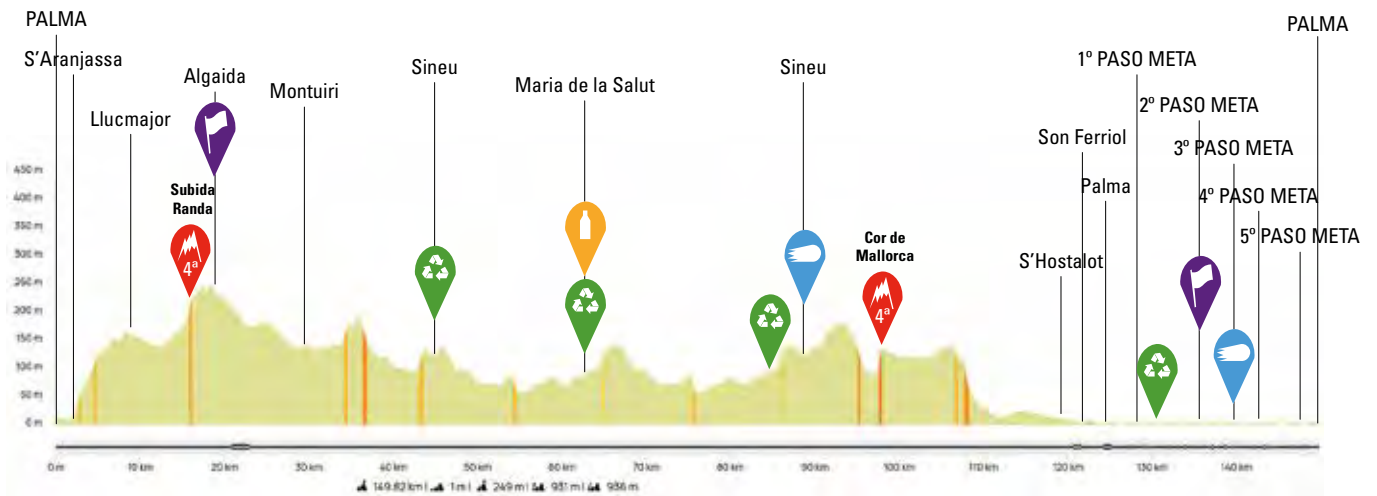 PALMA
S'Aranjassa
Llucmajor
Algaida
Montuiri
Sineu
Maria de la Salut
Sineu
S'Hostalot
Son Ferriol
Palma
1º PASO META
2º PASO META
3º PASO META
4º PASO META
5º PASO META
PALMA
Subida
Randa
4ª
Cor de
Mallorca
4ª
450 m
400 m
350 m
300 m
250 m
200 m
150 m
100 m
50 m
0 m
0 m
10 km
20 km
30 km
40 km
50 km
60 km
70 km
80 km
90 km
100 km
110 km
120 km
130 km
140 km
149.82 km | 1 m | 249 m | 931 m | 936 m